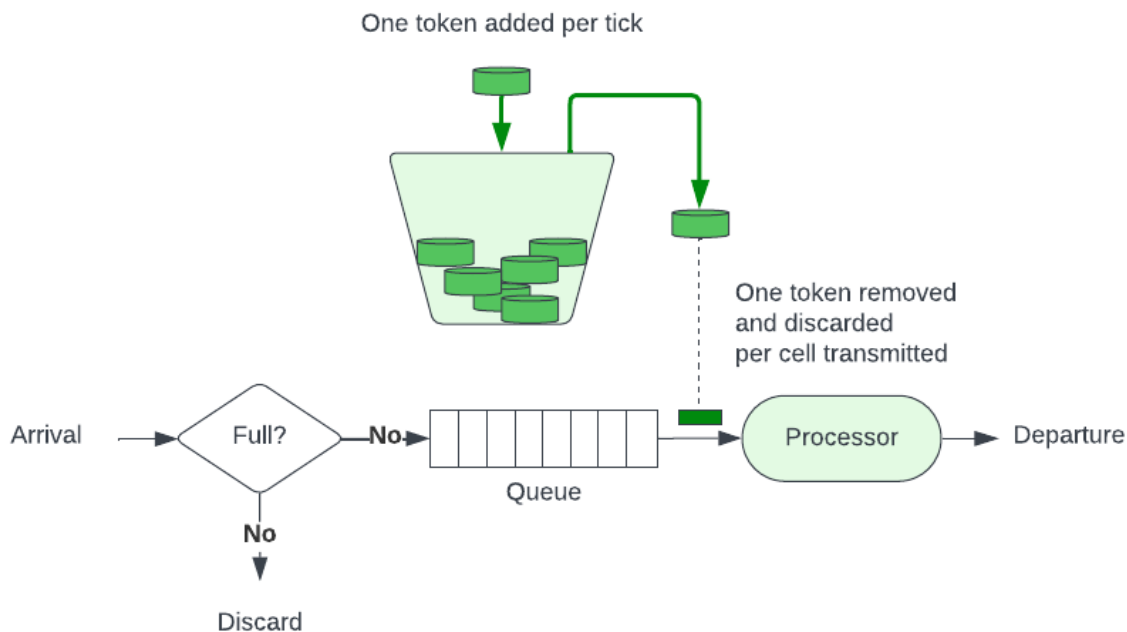 One token added per tick
One token removed
and discarded
per cell transmitted
Arrival
Full?
No
Queue
Processor
Departure
No
Discard